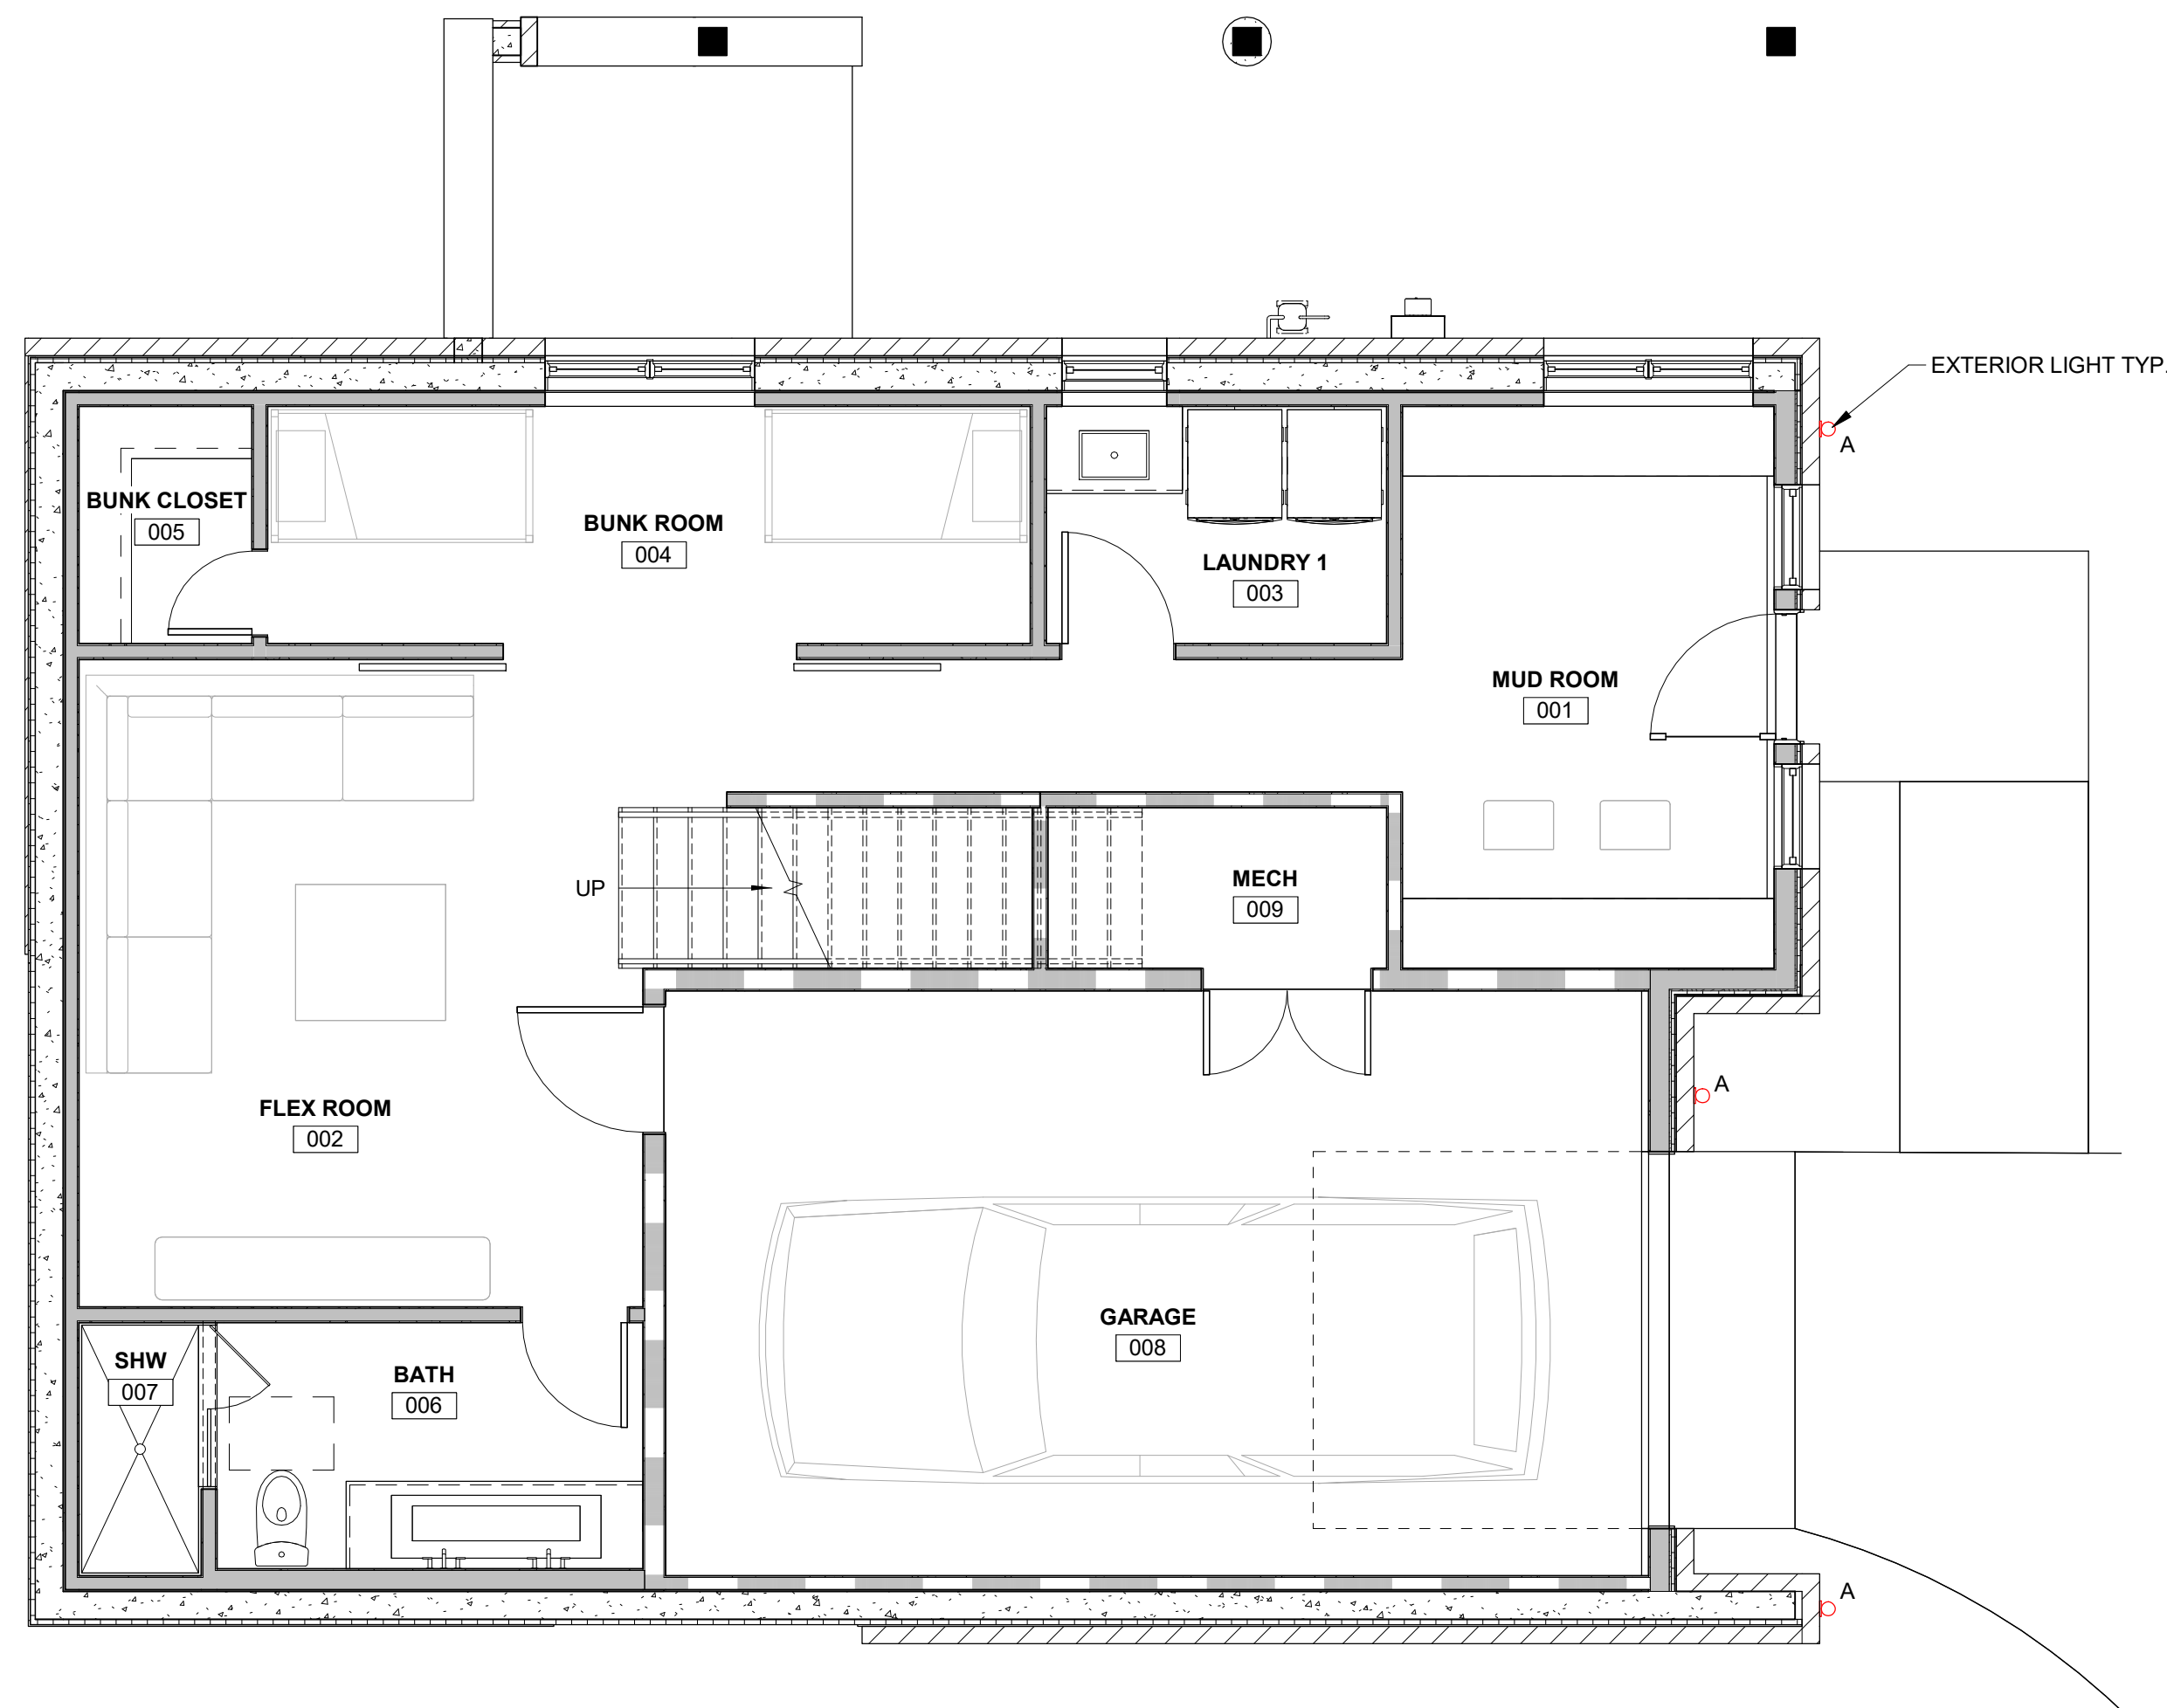 EXTERIOR LIGHT TYP.
A
BUNK CLOSET
005
BUNK ROOM
004
LAUNDRY 1
003
MUD ROOM
001
UP
MECH
009
A
FLEX ROOM
002
GARAGE
008
SHW
007
BATH
006
A